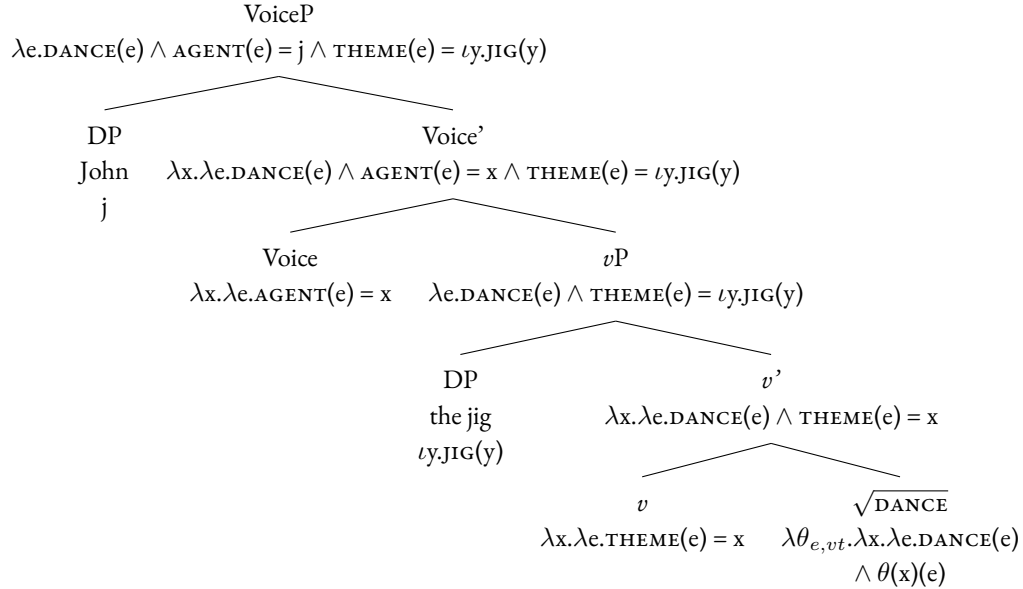 VoiceP
λe.DANCE(e) ∧ AGENT(e) = j ∧ THEME(e) = ιy.JIG(y)
DP Voice’
John λx.λe.DANCE(e) ∧ AGENT(e) = x ∧ THEME(e) = ιy.JIG(y)
j
Voice vP
λx.λe.AGENT(e) = x λe.DANCE(e) ∧ THEME(e) = ιy.JIG(y)
DP v’
the jig λx.λe.DANCE(e) ∧ THEME(e) = x
ιy.JIG(y)
v √DANCE
λx.λe.THEME(e) = x λθe,vt.λx.λe.DANCE(e)
∧ θ(x)(e)